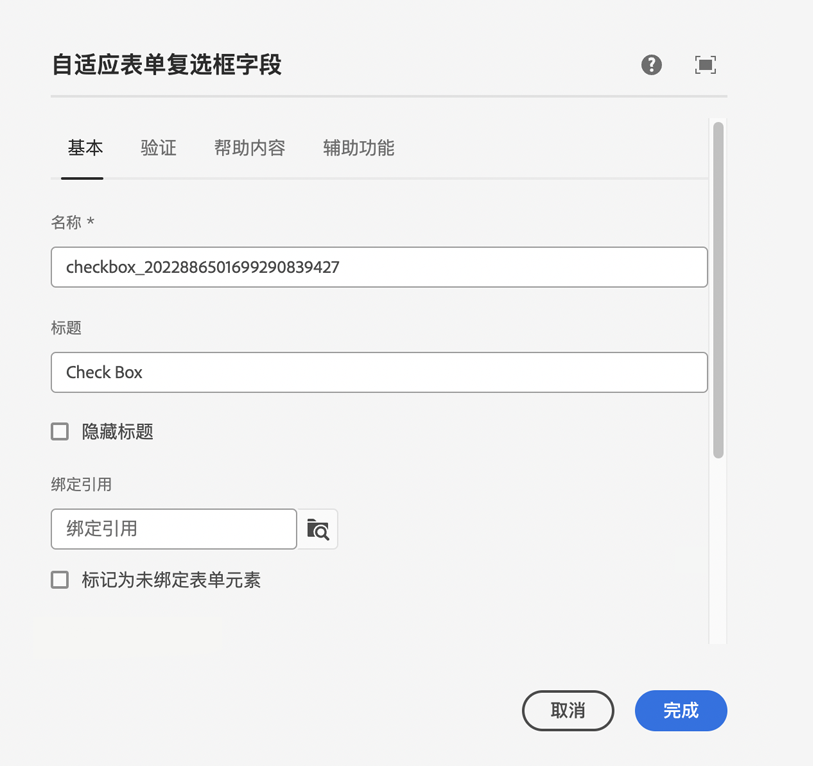 自适应表单复选框字段
基本 验证 帮助内容 辅助功能
名称 *
checkbox_2022886501699290839427
标题
Check Box
隐藏标题
绑定引用
绑定引用
标记为未绑定表单元素
取消 完成